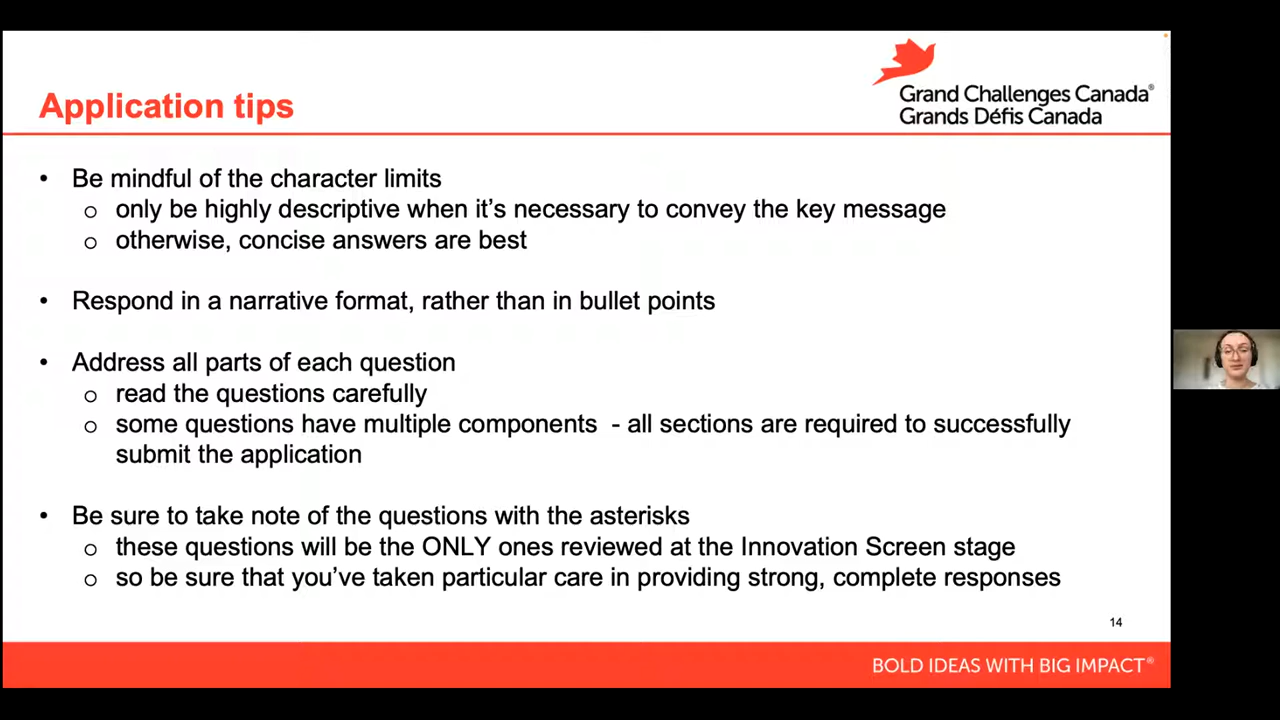 Application tips
Grand Challenges Canada®
Grands Défis Canada
• Be mindful of the character limits
o only be highly descriptive when it's necessary to convey the key message
o otherwise, concise answers are best
• Respond in a narrative format, rather than in bullet points
• Address all parts of each question
o read the questions carefully
o some questions have multiple components - all sections are required to successfully
submit the application
• Be sure to take note of the questions with the asterisks
o these questions will be the ONLY ones reviewed at the Innovation Screen stage
o so be sure that you've taken particular care in providing strong, complete responses
14
BOLD IDEAS WITH BIG IMPACT®